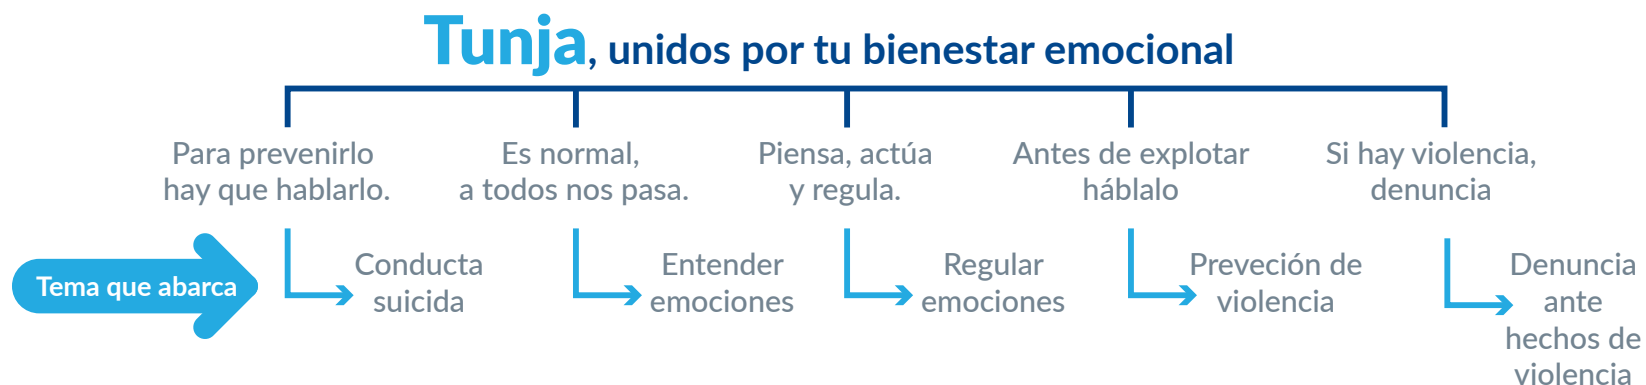 Tunja, unidos por tu bienestar emocional
Para prevenirlo
hay que hablarlo.
Es normal,
a todos nos pasa.
Piensa, actúa
y regula.
Antes de explotar
háblalo
Si hay violencia,
denuncia
Tema que abarca
Conducta
suicida
Entender
emociones
Regular
emociones
Preveción de
violencia
Denuncia
ante
hechos de
violencia